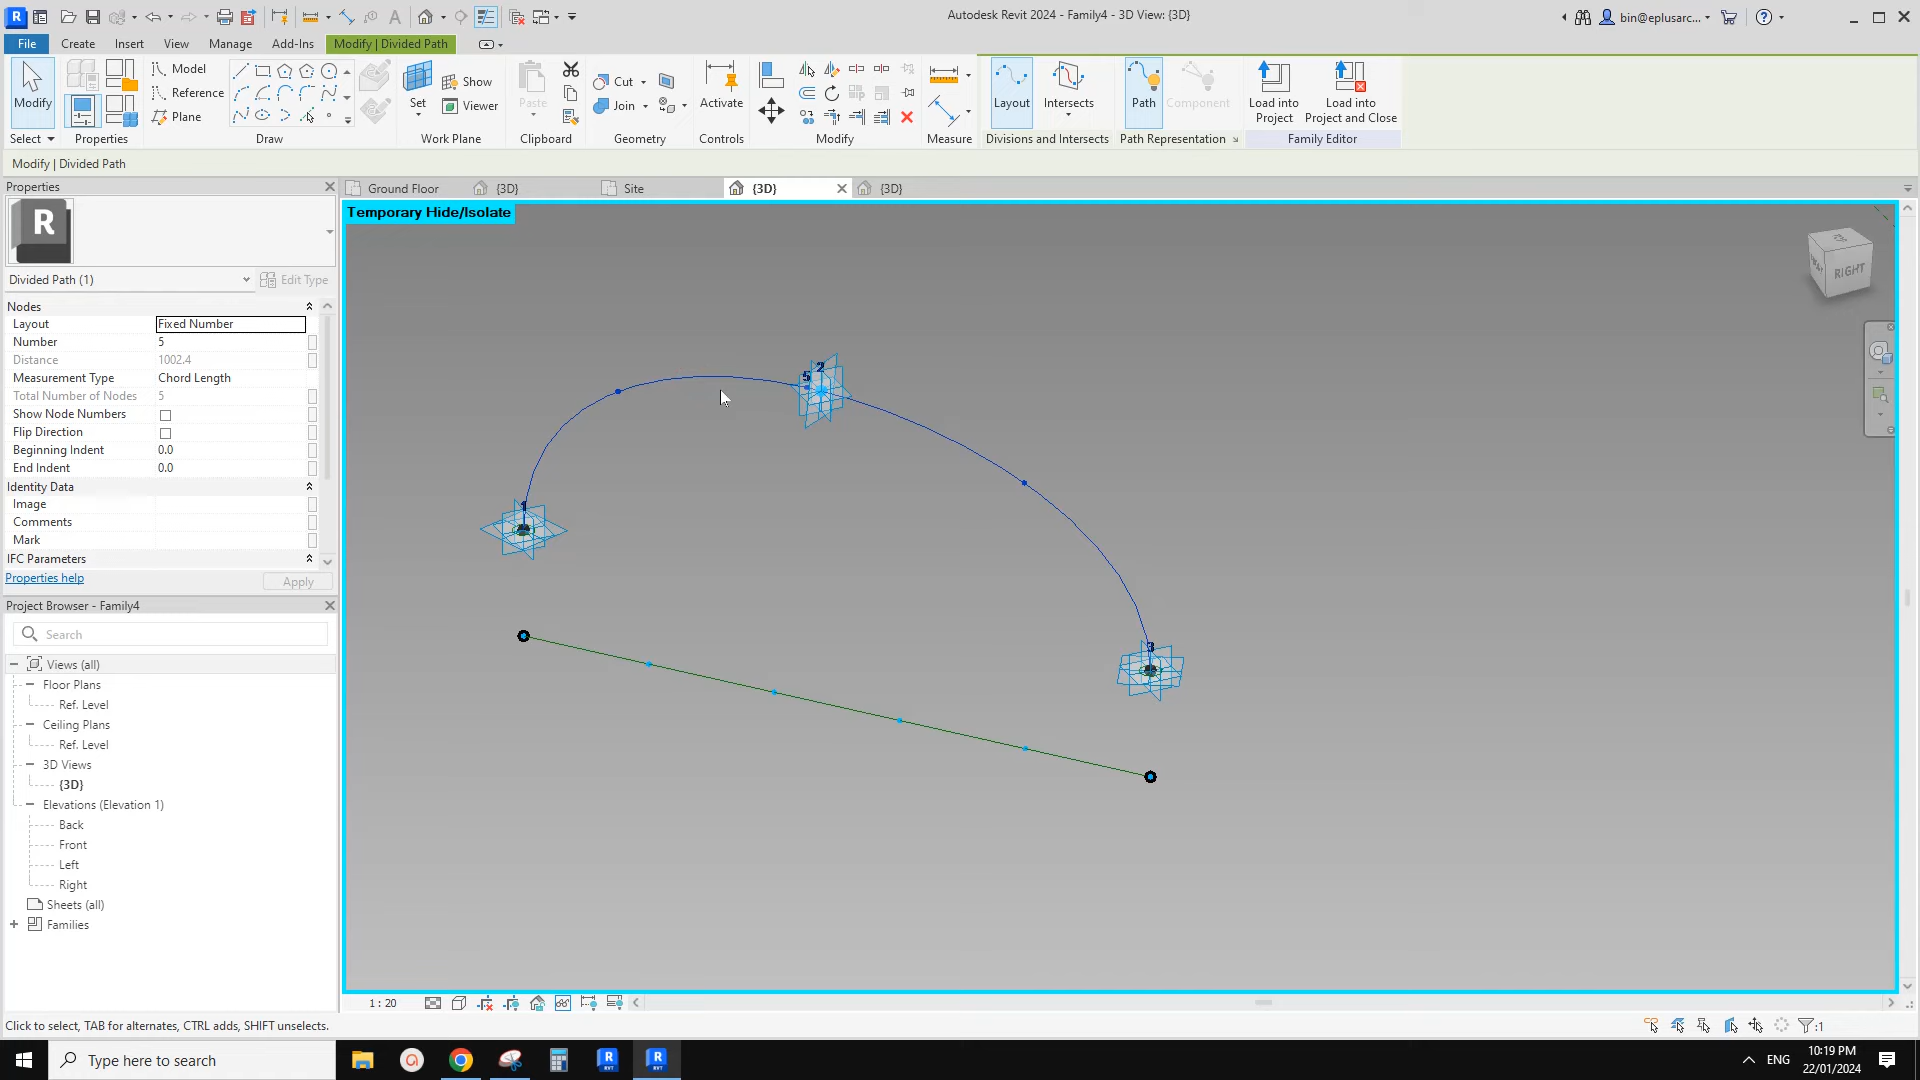 Autodesk Revit 2024 - Family4 - 3D View: {3D}
bin@eplusarc...
File
Create
Insert
View
Manage
Add-Ins
Modify | Divided Path
Modify
Model
Reference
Plane
Set
Show
Viewer
Paste
Cut
Join
Activate
Layout
Intersects
Path
Component
Load into
Project
Load into
Project and Close
Select
Properties
Draw
Work Plane
Clipboard
Geometry
Controls
Modify
Measure
Divisions and Intersects
Path Representation
Family Editor
Modify | Divided Path
Properties
Ground Floor
{3D}
Site
{3D}
{3D}
R
Divided Path (1)
Edit Type
Nodes
Layout Fixed Number
Number 5
Distance 1002.4
Measurement Type Chord Length
Total Number of Nodes 5
Show Node Numbers
Flip Direction
Beginning Indent 0.0
End Indent 0.0
Identity Data
Image
Comments
Mark
IFC Parameters
Properties help
Apply
Temporary Hide/Isolate
RIGHT
5
2
1
3
Project Browser - Family4
Search
Views (all)
Floor Plans
Ref. Level
Ceiling Plans
Ref. Level
3D Views
{3D}
Elevations (Elevation 1)
Back
Front
Left
Right
Sheets (all)
Families
1 : 20
Click to select, TAB for alternates, CTRL adds, SHIFT unselects.
:1
Type here to search
ENG
10:19 PM
22/01/2024